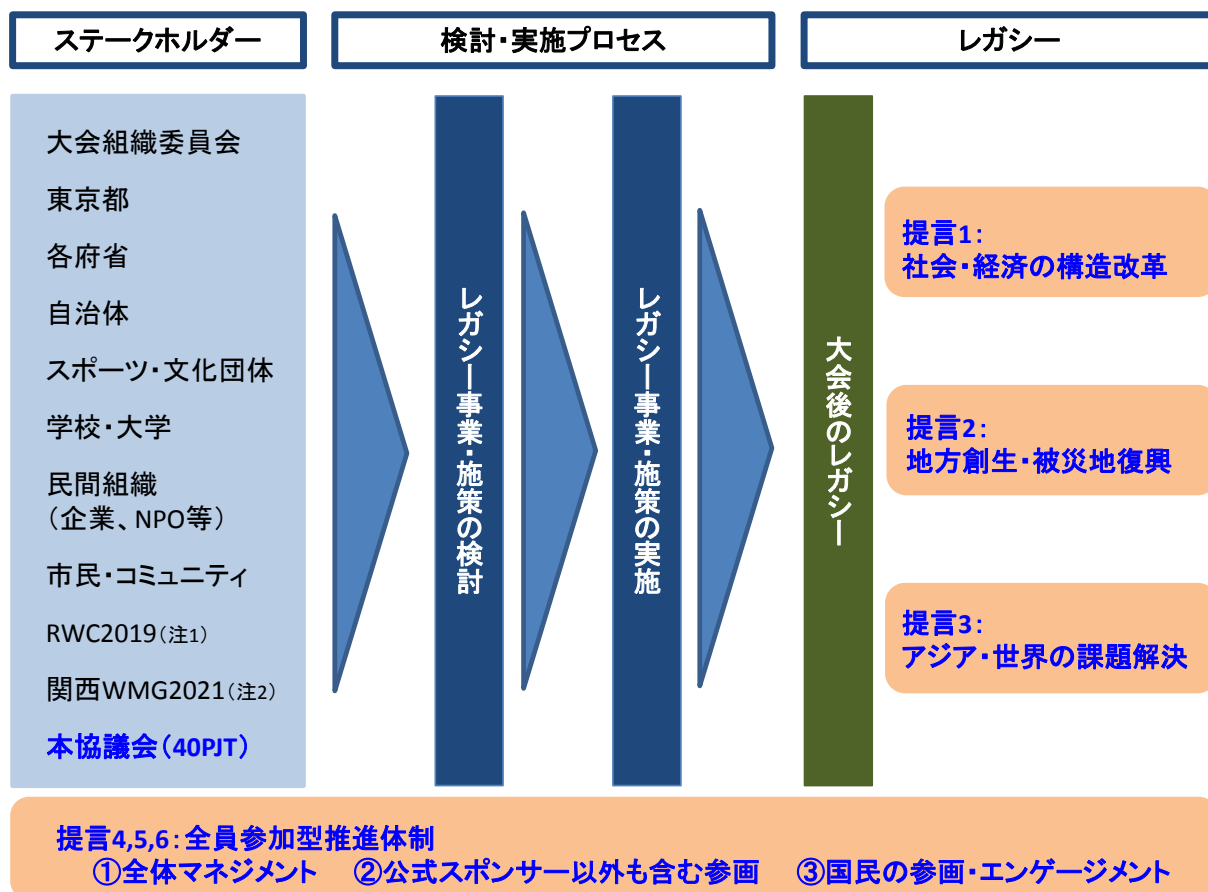 ステークホルダー
検討・実施プロセス
レガシー
大会組織委員会
東京都
各府省
自治体
スポーツ・文化団体
学校・大学
民間組織
（企業、NPO等）
市民・コミュニティ
RWC2019（注1）
関西WMG2021（注2）
本協議会（40PJT）
レガシー事業・施策の検討
レガシー事業・施策の実施
大会後のレガシー
提言1：
社会・経済の構造改革
提言2：
地方創生・被災地復興
提言3：
アジア・世界の課題解決
提言4,5,6：全員参加型推進体制
①全体マネジメント　②公式スポンサー以外も含む参画　③国民の参画・エンゲージメント